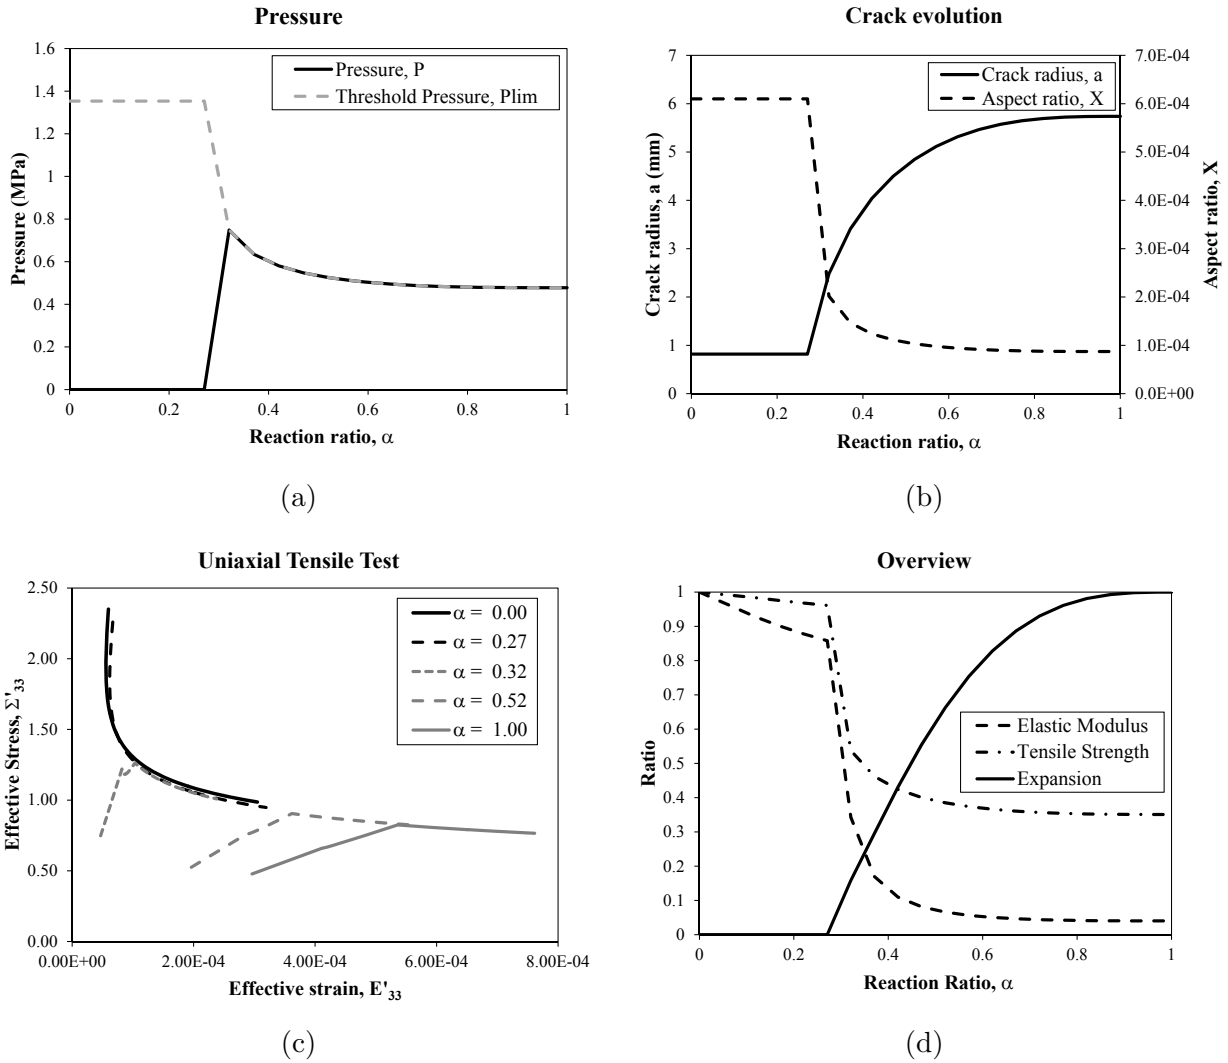 Pressure
1.6
1.4
1.2
1
0.8
0.6
0.4
0.2
0
0
0.2
0.4
0.6
0.8
1
Pressure (MPa)
Reaction ratio, α
Pressure, P
Threshold Pressure, Plim
(a)
Crack evolution
7
6
5
4
3
2
1
0
7.0E-04
6.0E-04
5.0E-04
4.0E-04
3.0E-04
2.0E-04
1.0E-04
0.0E+00
0
0.2
0.4
0.6
0.8
1
Crack radius, a (mm)
Aspect ratio, X
Reaction ratio, α
Crack radius, a
Aspect ratio, X
(b)
Uniaxial Tensile Test
2.50
2.00
1.50
1.00
0.50
0.00
0.00E+00
2.00E-04
4.00E-04
6.00E-04
8.00E-04
Effective Stress, Σ'33
Effective strain, E'33
α = 0.00
α = 0.27
α = 0.32
α = 0.52
α = 1.00
(c)
Overview
1
0.9
0.8
0.7
0.6
0.5
0.4
0.3
0.2
0.1
0
0
0.2
0.4
0.6
0.8
1
Ratio
Reaction Ratio, α
Elastic Modulus
Tensile Strength
Expansion
(d)